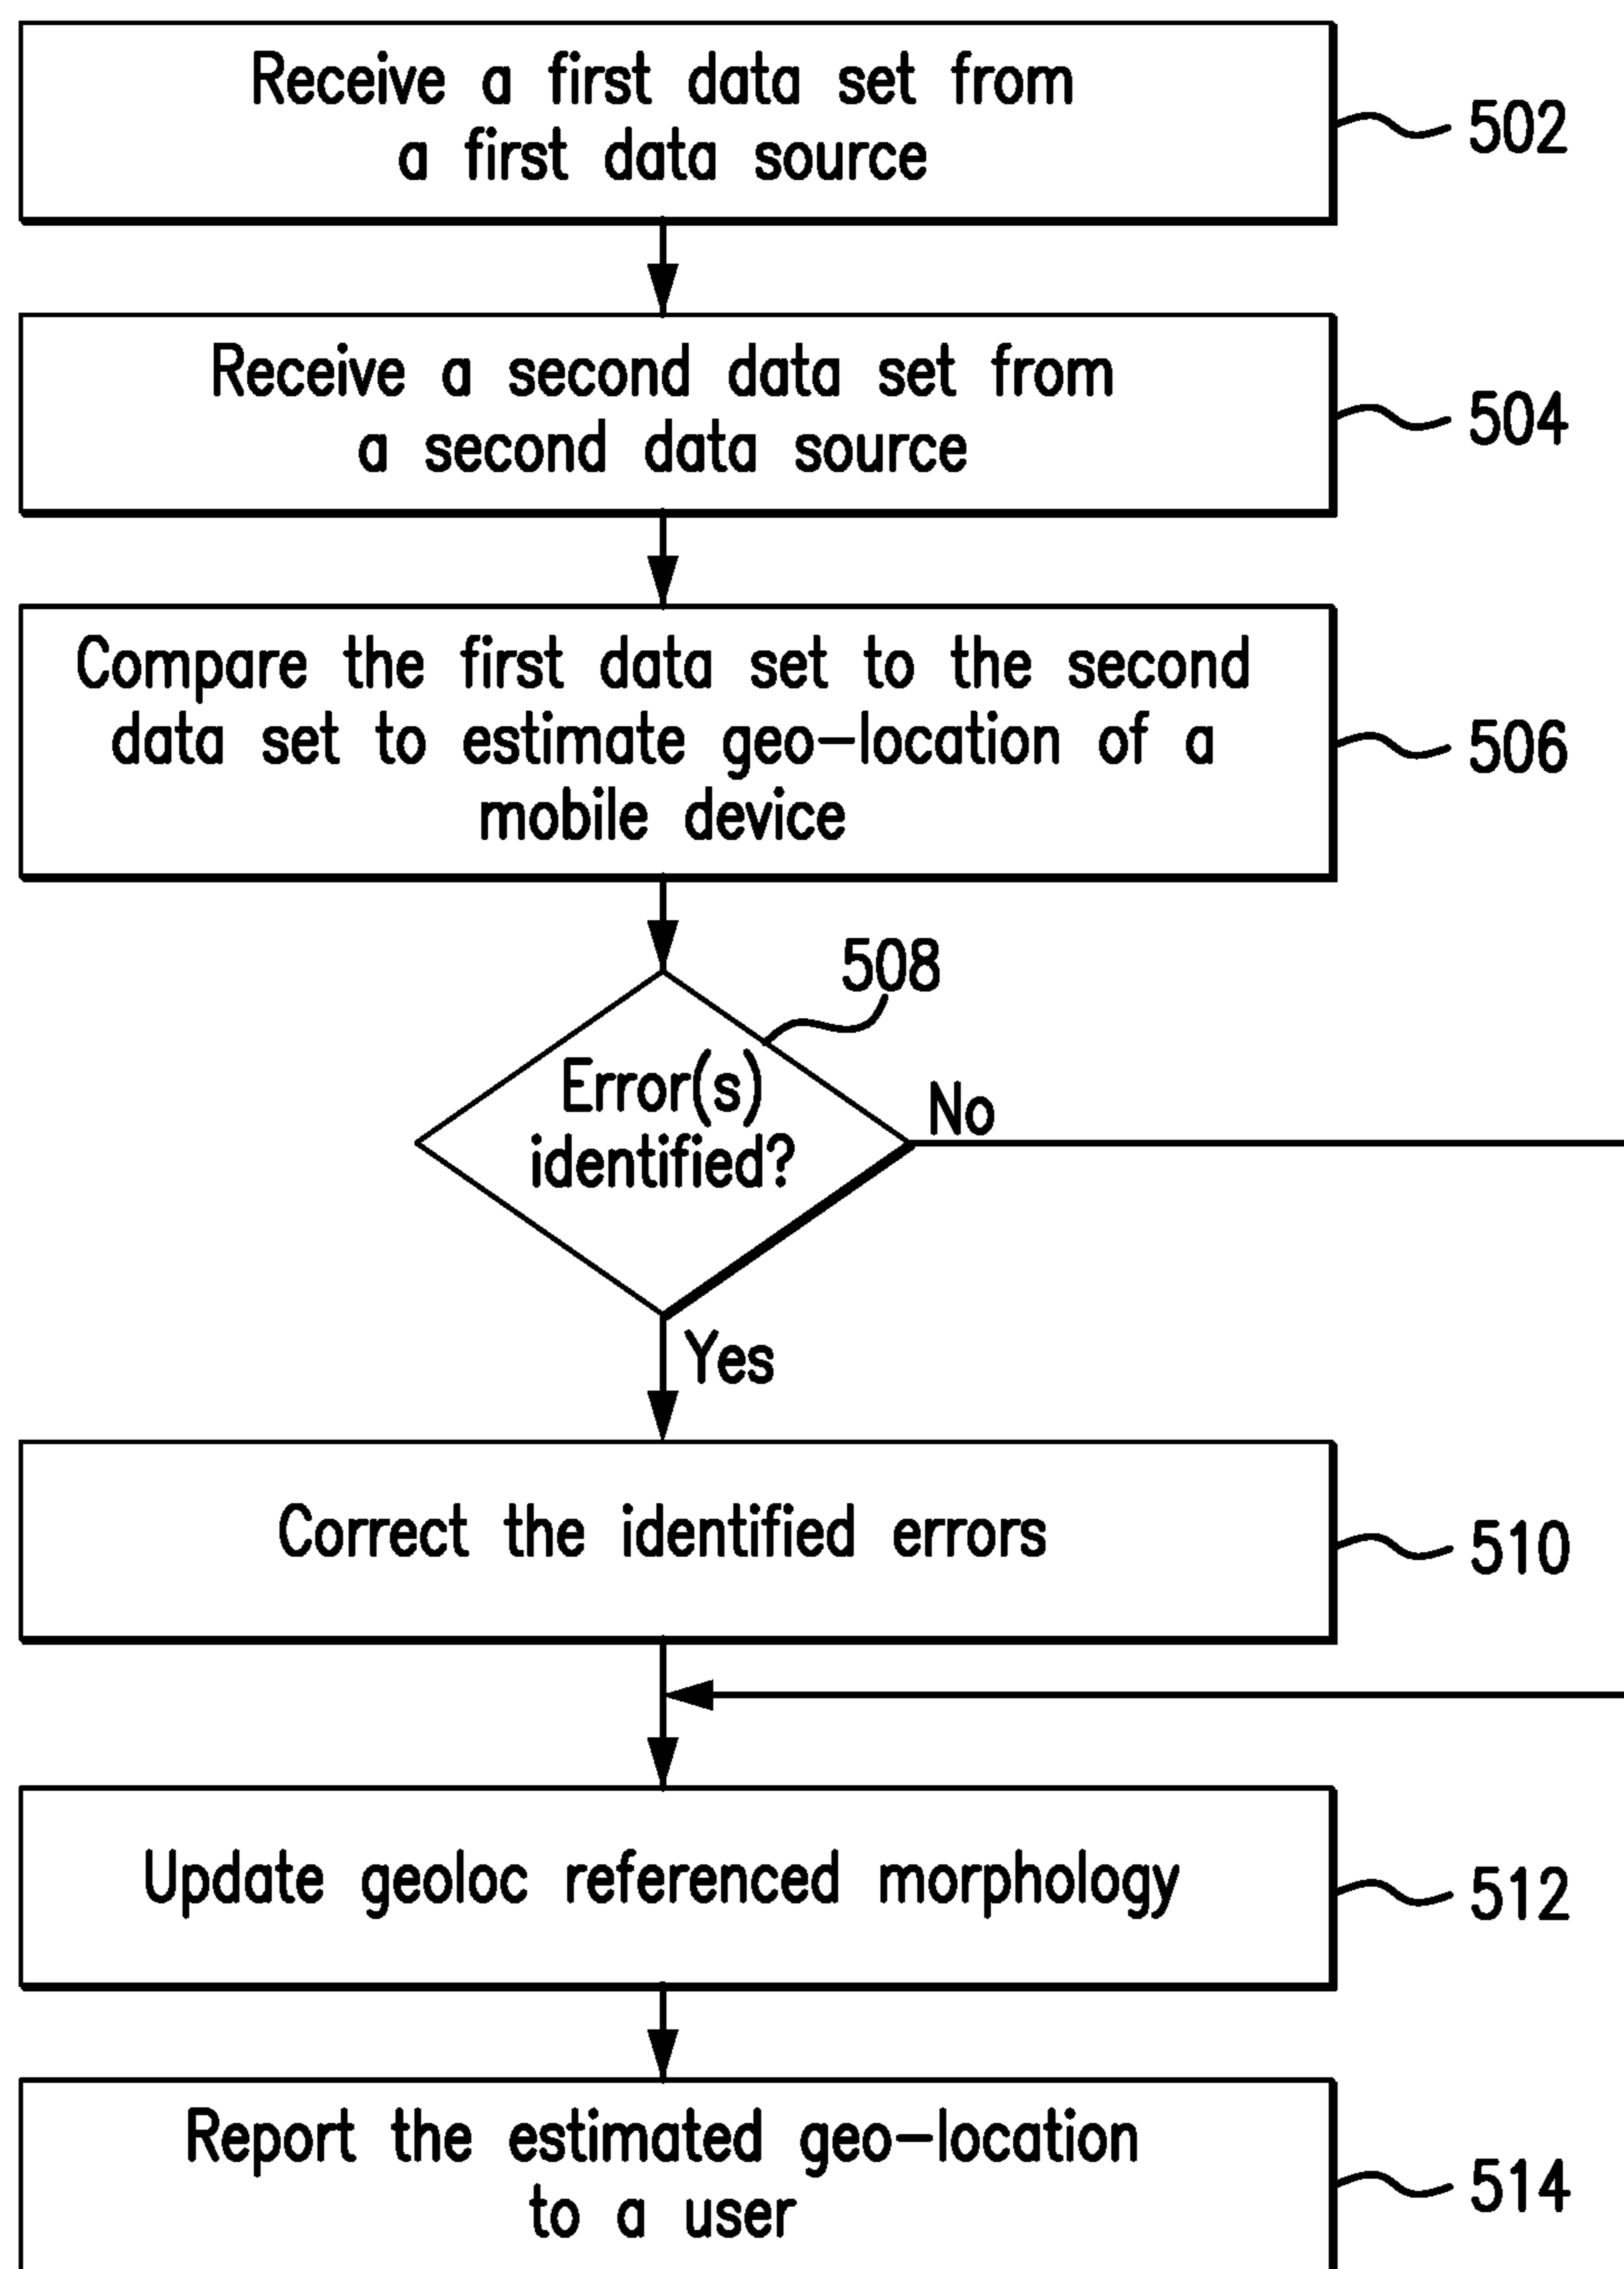 Receive a first data set from
a first data source
502
Receive a second data set from
a second data source
504
Compare the first data set to the second
data set to estimate geo-location of a
mobile device
506
508
Error(s)
identified?
No
Yes
Correct the identified errors
510
Update geoloc referenced morphology
512
Report the estimated geo-location
to a user
514